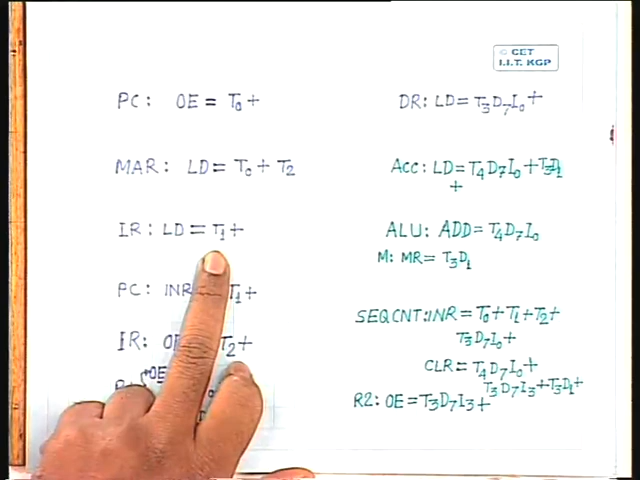 © CET
I.I.T. KGP
PC: OE = T₀ +
MAR: LD = T₀ + T₂
IR: LD = T₁ +
PC: INR = T₁ +
IR: OE T₂ +
OE
DR: LD = T₃D₇I₀ +
ACC: LD = T₄D₇I₀ + T₃D₁
+
ALU: ADD = T₄D₇I₀
M: MR = T₃D₁
SEQCNT: INR = T₀ + T₁ + T₂ +
T₃D₇I₀ +
CLR = T₄D₇I₀ +
T₃D₇I₃ + T₃D₁ +
R2: OE = T₃D₇I₃ +